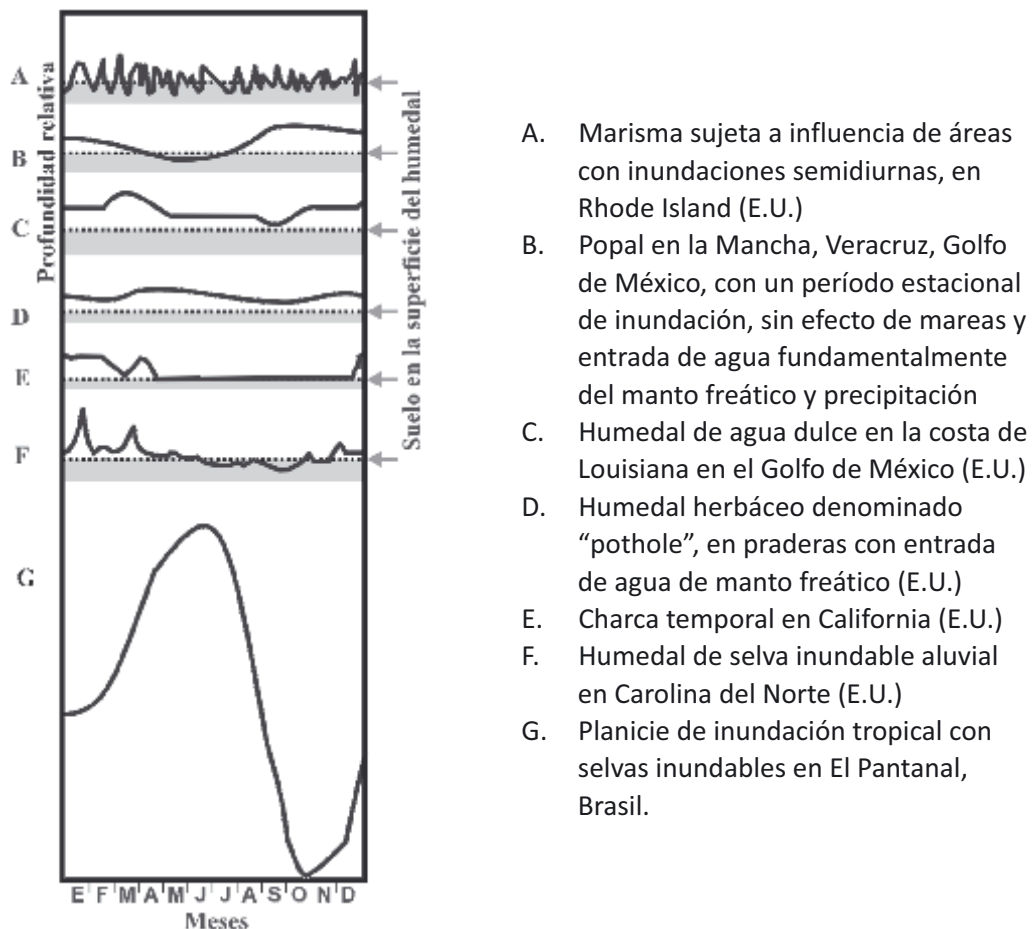 A
B
C
D
E
F
G
Profundidad relativa
Suelo en la superficie del humedal
E F M A M J J A S O N D
Meses
A. Marisma sujeta a influencia de áreas
con inundaciones semidiurnas, en
Rhode Island (E.U.)
B. Popal en la Mancha, Veracruz, Golfo
de México, con un período estacional
de inundación, sin efecto de mareas y
entrada de agua fundamentalmente
del manto freático y precipitación
C. Humedal de agua dulce en la costa de
Louisiana en el Golfo de México (E.U.)
D. Humedal herbáceo denominado
“pothole”, en praderas con entrada
de agua de manto freático (E.U.)
E. Charca temporal en California (E.U.)
F. Humedal de selva inundable aluvial
en Carolina del Norte (E.U.)
G. Planicie de inundación tropical con
selvas inundables en El Pantanal,
Brasil.